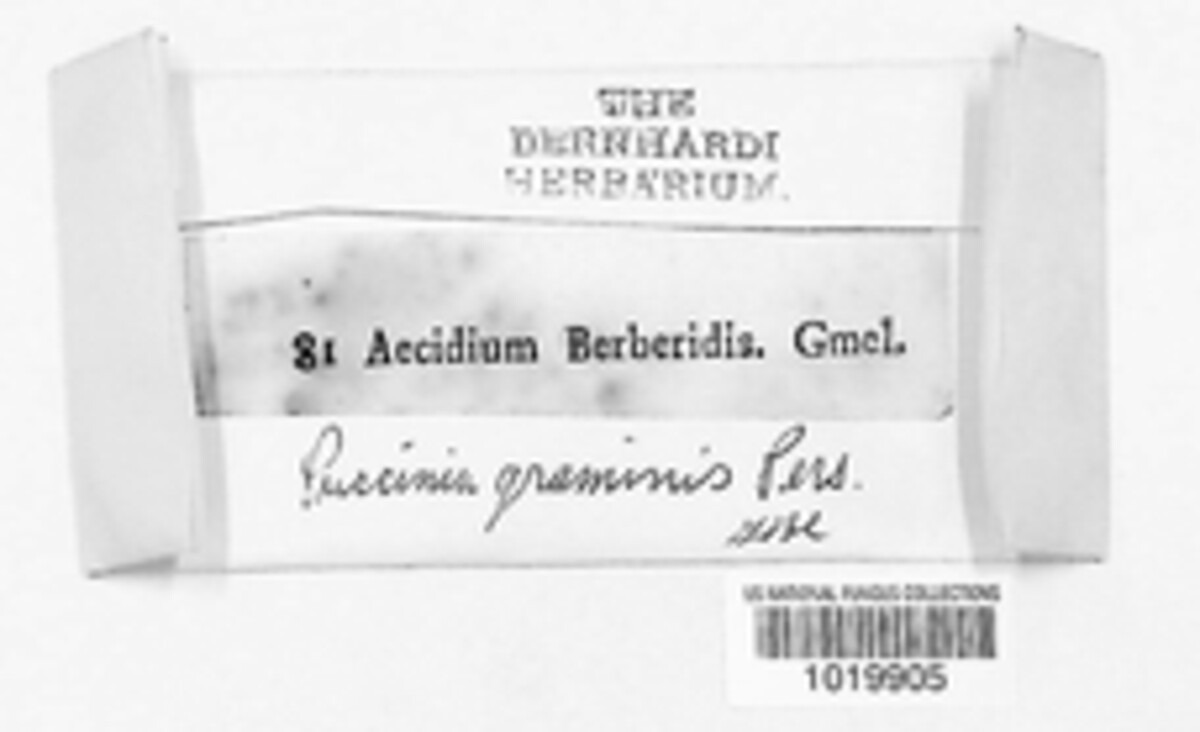 THE
BERNHARDI
HERBARIUM.
81 Aecidium Berberidis. Gmel.
Puccinia graminis Pers.
US NATIONAL FUNGUS COLLECTIONS
1019905